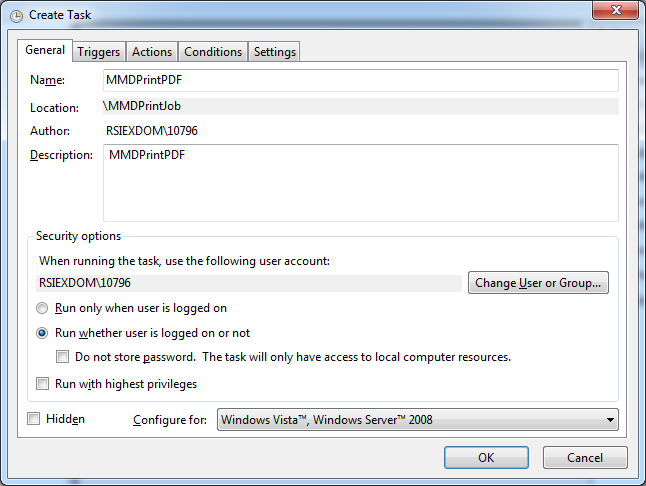 Create Task
General Triggers Actions Conditions Settings
Name: MMDPrintPDF
Location: \MMDPrintJob
Author: RSIEXDOM\10796
Description: MMDPrintPDF
Security options
When running the task, use the following user account:
RSIEXDOM\10796 Change User or Group...
Run only when user is logged on
Run whether user is logged on or not
Do not store password. The task will only have access to local computer resources.
Run with highest privileges
Hidden Configure for: Windows Vista™, Windows Server™ 2008
OK Cancel